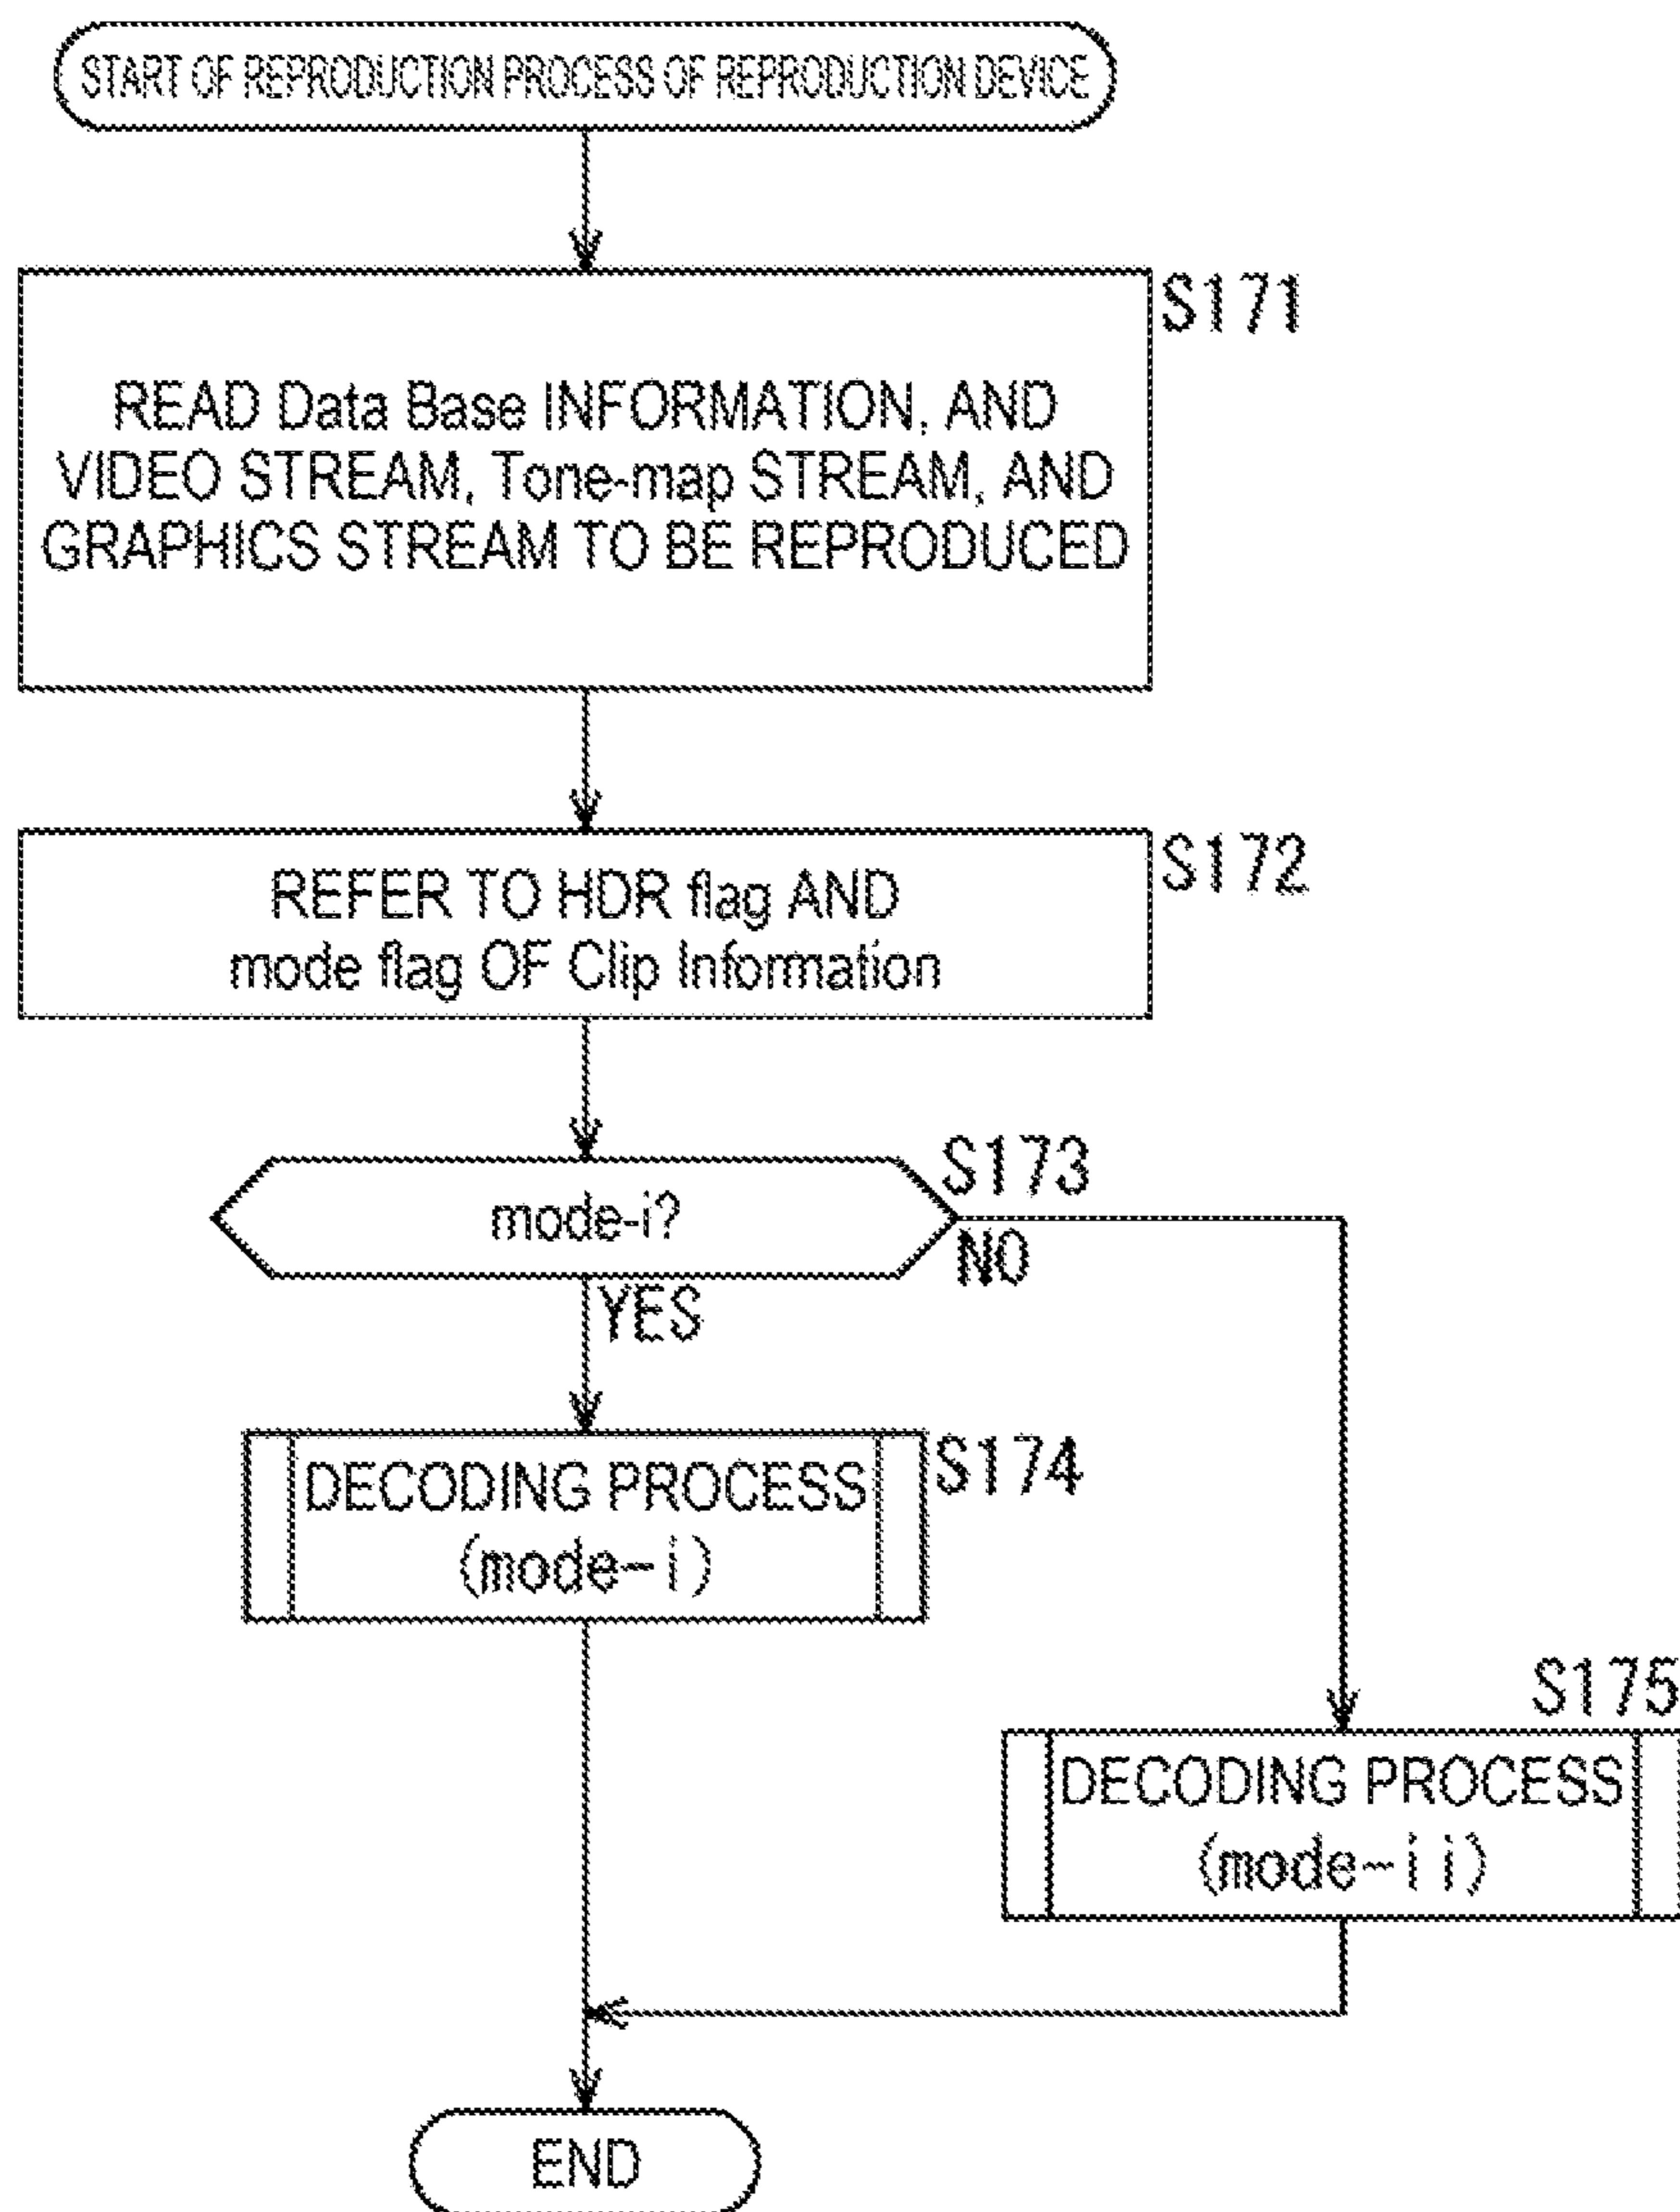 START OF REPRODUCTION PROCESS OF REPRODUCTION DEVICE
S171
READ Data Base INFORMATION, AND
VIDEO STREAM, Tone-map STREAM, AND
GRAPHICS STREAM TO BE REPRODUCED
S172
REFER TO HDR flag AND
mode flag OF Clip Information
S173
mode-i?
NO
YES
S174
DECODING PROCESS
(mode-i)
S175
DECODING PROCESS
(mode-ii)
END